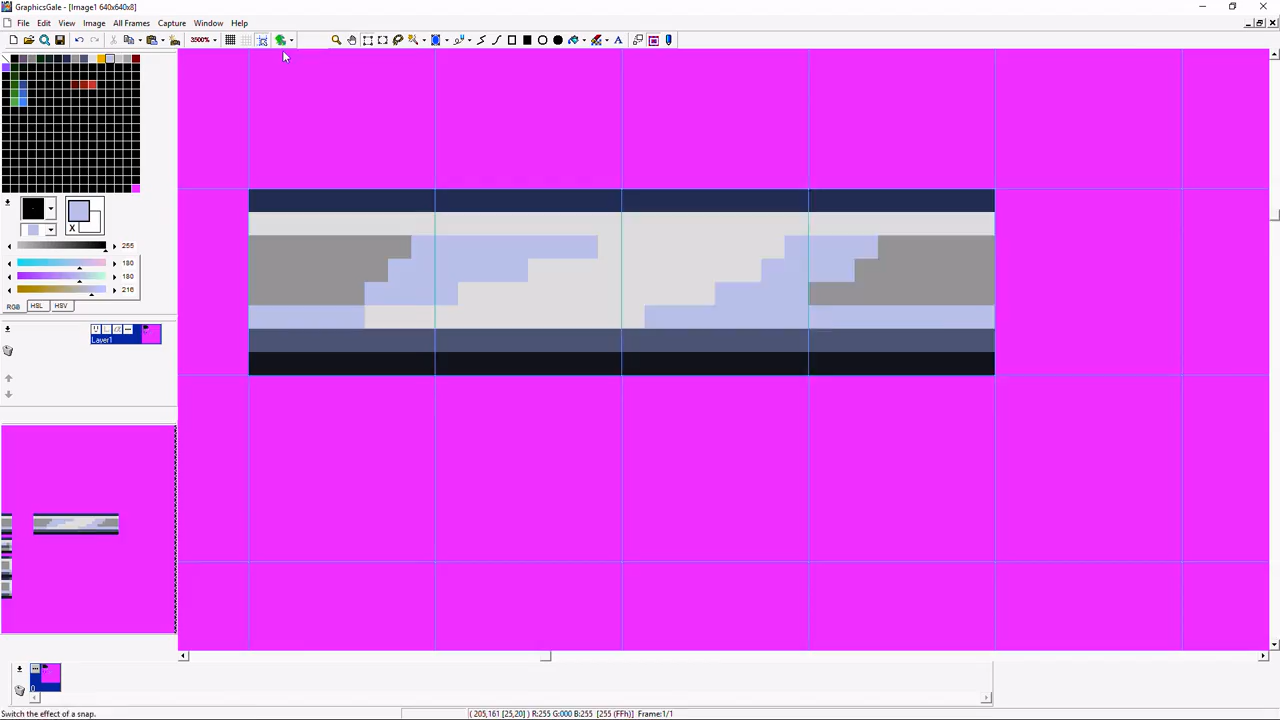 GraphicsGale - [Image1 640x640x8]
File Edit View Image All Frames Capture Window Help
3500%
A
X
255
180
180
216
RGB HSL HSV
Layer1
0
Switch the effect of a snap.
( 205,161 [25,20] ) R:255 G:000 B:255 [255 (FFh)] Frame:1/1